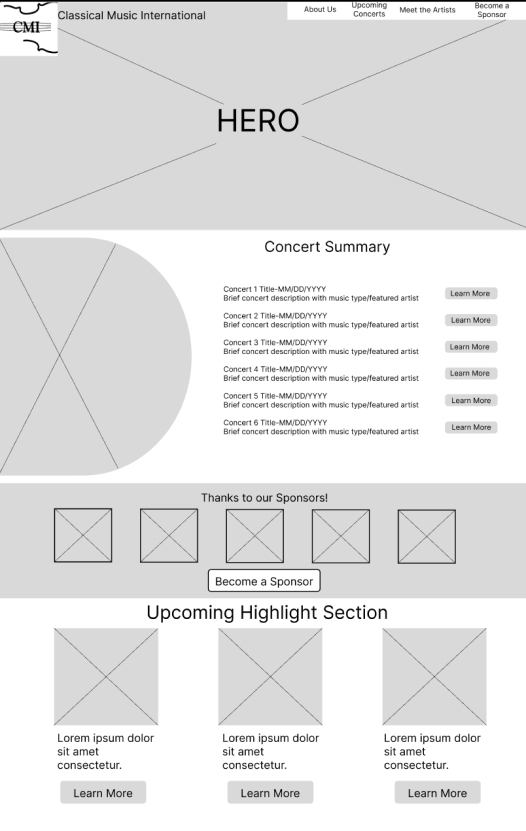 CMI
Classical Music International
About Us
Upcoming
Concerts
Meet the Artists
Become a
Sponsor
HERO
Concert Summary
Concert 1 Title-MM/DD/YYYY
Brief concert description with music type/featured artist
Learn More
Concert 2 Title-MM/DD/YYYY
Brief concert description with music type/featured artist
Learn More
Concert 3 Title-MM/DD/YYYY
Brief concert description with music type/featured artist
Learn More
Concert 4 Title-MM/DD/YYYY
Brief concert description with music type/featured artist
Learn More
Concert 5 Title-MM/DD/YYYY
Brief concert description with music type/featured artist
Learn More
Concert 6 Title-MM/DD/YYYY
Brief concert description with music type/featured artist
Learn More
Thanks to our Sponsors!
Become a Sponsor
Upcoming Highlight Section
Lorem ipsum dolor
sit amet
consectetur.
Learn More
Lorem ipsum dolor
sit amet
consectetur.
Learn More
Lorem ipsum dolor
sit amet
consectetur.
Learn More